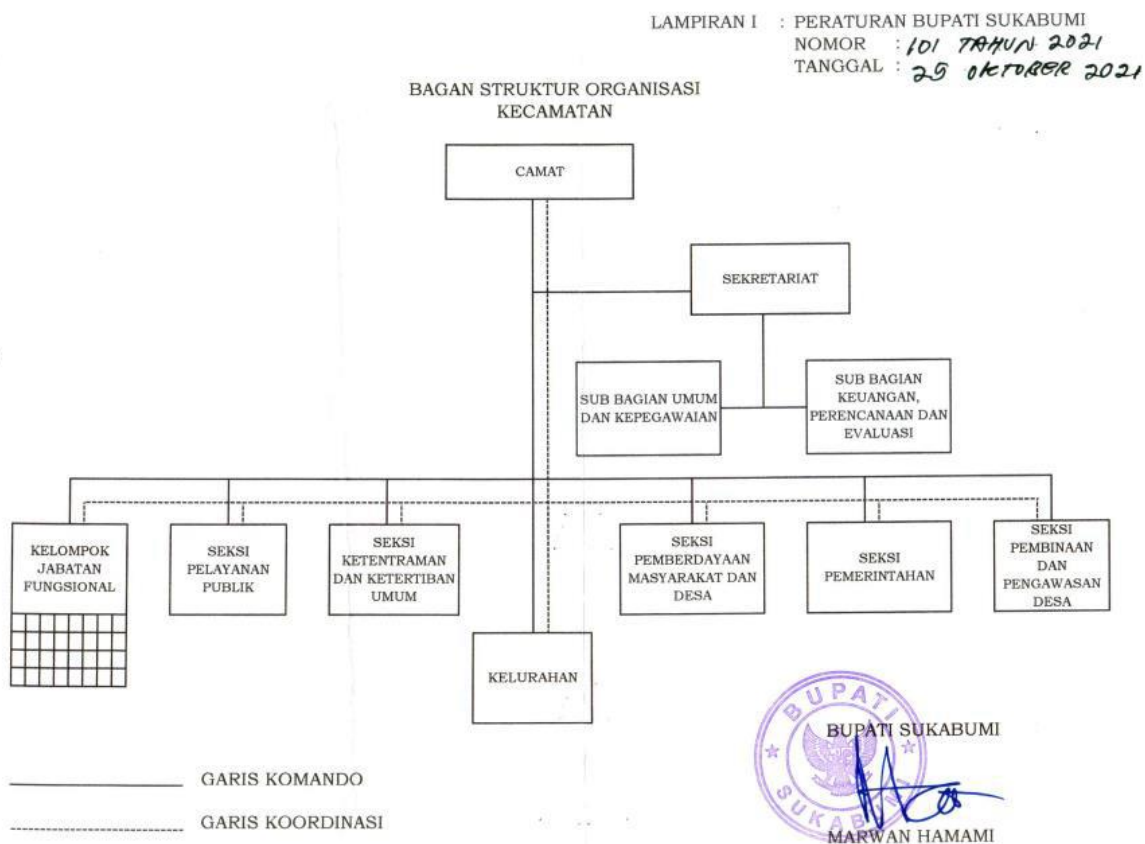 LAMPIRAN I : PERATURAN BUPATI SUKABUMI
NOMOR : 101 TAHUN 2021
TANGGAL : 25 OKTOBER 2021
BAGAN STRUKTUR ORGANISASI
KECAMATAN
CAMAT
SEKRETARIAT
SUB BAGIAN UMUM
DAN KEPEGAWAIAN
SUB BAGIAN
KEUANGAN,
PERENCANAAN DAN
EVALUASI
KELOMPOK
JABATAN
FUNGSIONAL
SEKSI
PELAYANAN
PUBLIK
SEKSI
KETENTRAMAN
DAN KETERTIBAN
UMUM
SEKSI
PEMBERDAYAAN
MASYARAKAT DAN
DESA
SEKSI
PEMERINTAHAN
SEKSI
PEMBINAAN
DAN
PENGAWASAN
DESA
KELURAHAN
GARIS KOMANDO
GARIS KOORDINASI
BUPATI
SUKABUMI
BUPATI SUKABUMI
MARWAN HAMAMI